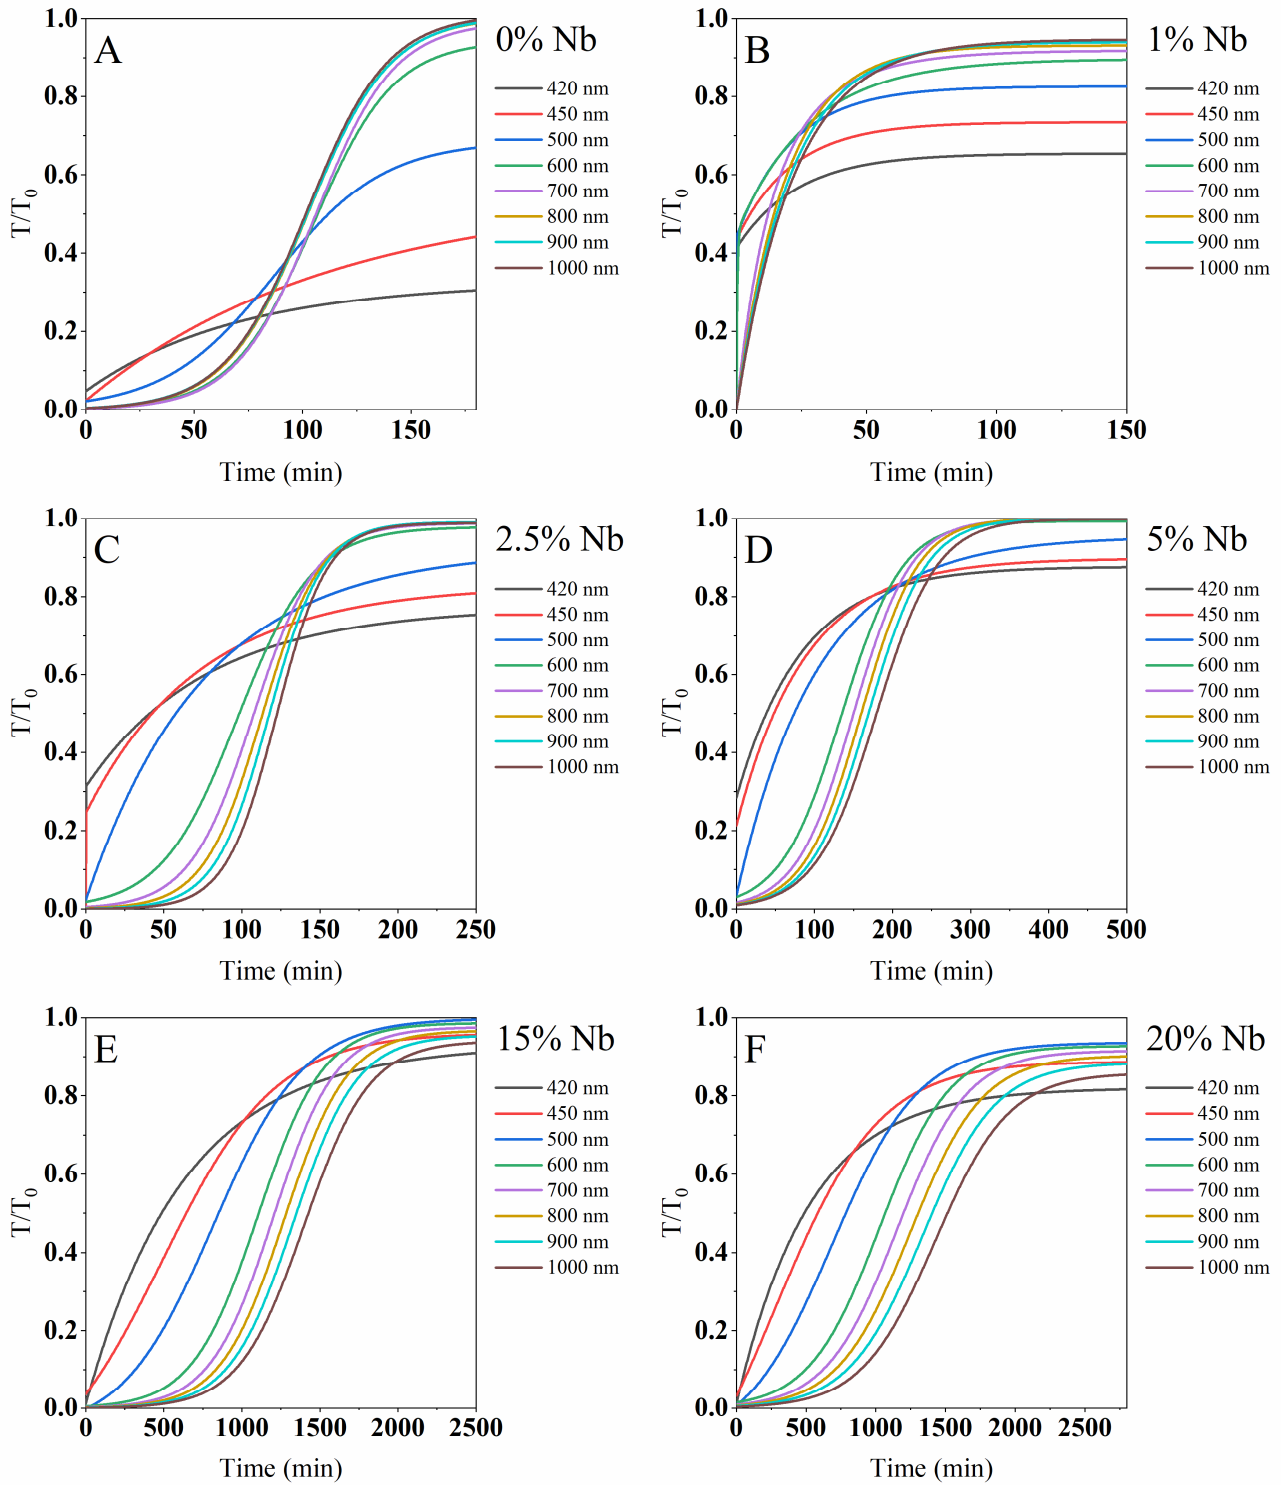 A
0% Nb
T/T0
1.0
0.8
0.6
0.4
0.2
0.0
0 50 100 150
Time (min)
420 nm
450 nm
500 nm
600 nm
700 nm
800 nm
900 nm
1000 nm
B
1% Nb
T/T0
1.0
0.8
0.6
0.4
0.2
0.0
0 50 100 150
Time (min)
420 nm
450 nm
500 nm
600 nm
700 nm
800 nm
900 nm
1000 nm
C
2.5% Nb
T/T0
1.0
0.8
0.6
0.4
0.2
0.0
0 50 100 150 200 250
Time (min)
420 nm
450 nm
500 nm
600 nm
700 nm
800 nm
900 nm
1000 nm
D
5% Nb
T/T0
1.0
0.8
0.6
0.4
0.2
0.0
0 100 200 300 400 500
Time (min)
420 nm
450 nm
500 nm
600 nm
700 nm
800 nm
900 nm
1000 nm
E
15% Nb
T/T0
1.0
0.8
0.6
0.4
0.2
0.0
0 500 1000 1500 2000 2500
Time (min)
420 nm
450 nm
500 nm
600 nm
700 nm
800 nm
900 nm
1000 nm
F
20% Nb
T/T0
1.0
0.8
0.6
0.4
0.2
0.0
0 500 1000 1500 2000 2500
Time (min)
420 nm
450 nm
500 nm
600 nm
700 nm
800 nm
900 nm
1000 nm